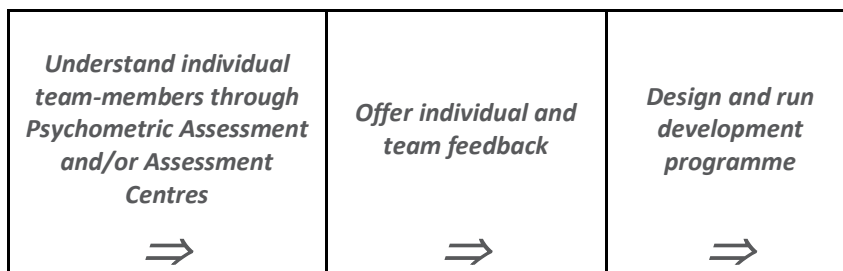 Understand individual
team-members through
Psychometric Assessment
and/or Assessment
Centres
⇒
Offer individual and
team feedback
⇒
Design and run
development
programme
⇒